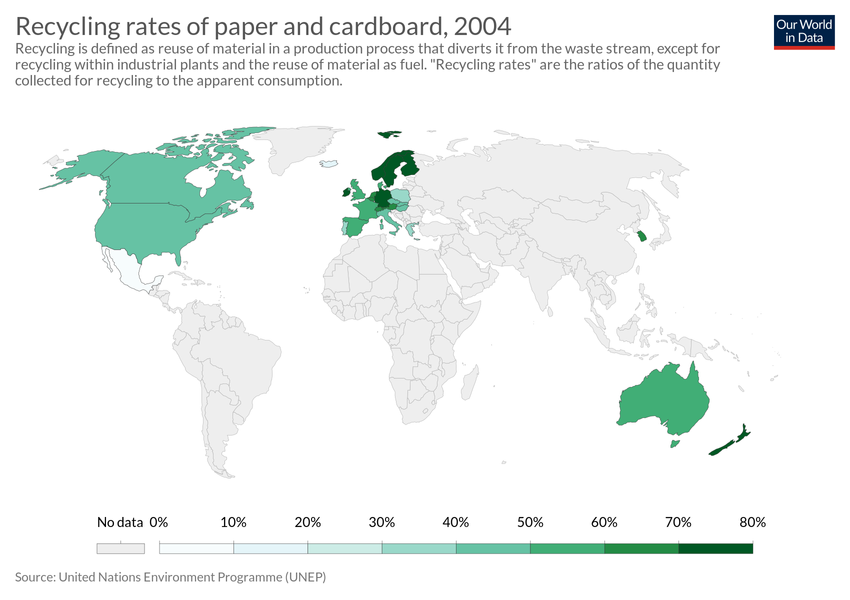 Recycling rates of paper and cardboard, 2004
Our World
in Data
Recycling is defined as reuse of material in a production process that diverts it from the waste stream, except for
recycling within industrial plants and the reuse of material as fuel. "Recycling rates" are the ratios of the quantity
collected for recycling to the apparent consumption.
No data 0% 10% 20% 30% 40% 50% 60% 70% 80%
Source: United Nations Environment Programme (UNEP)